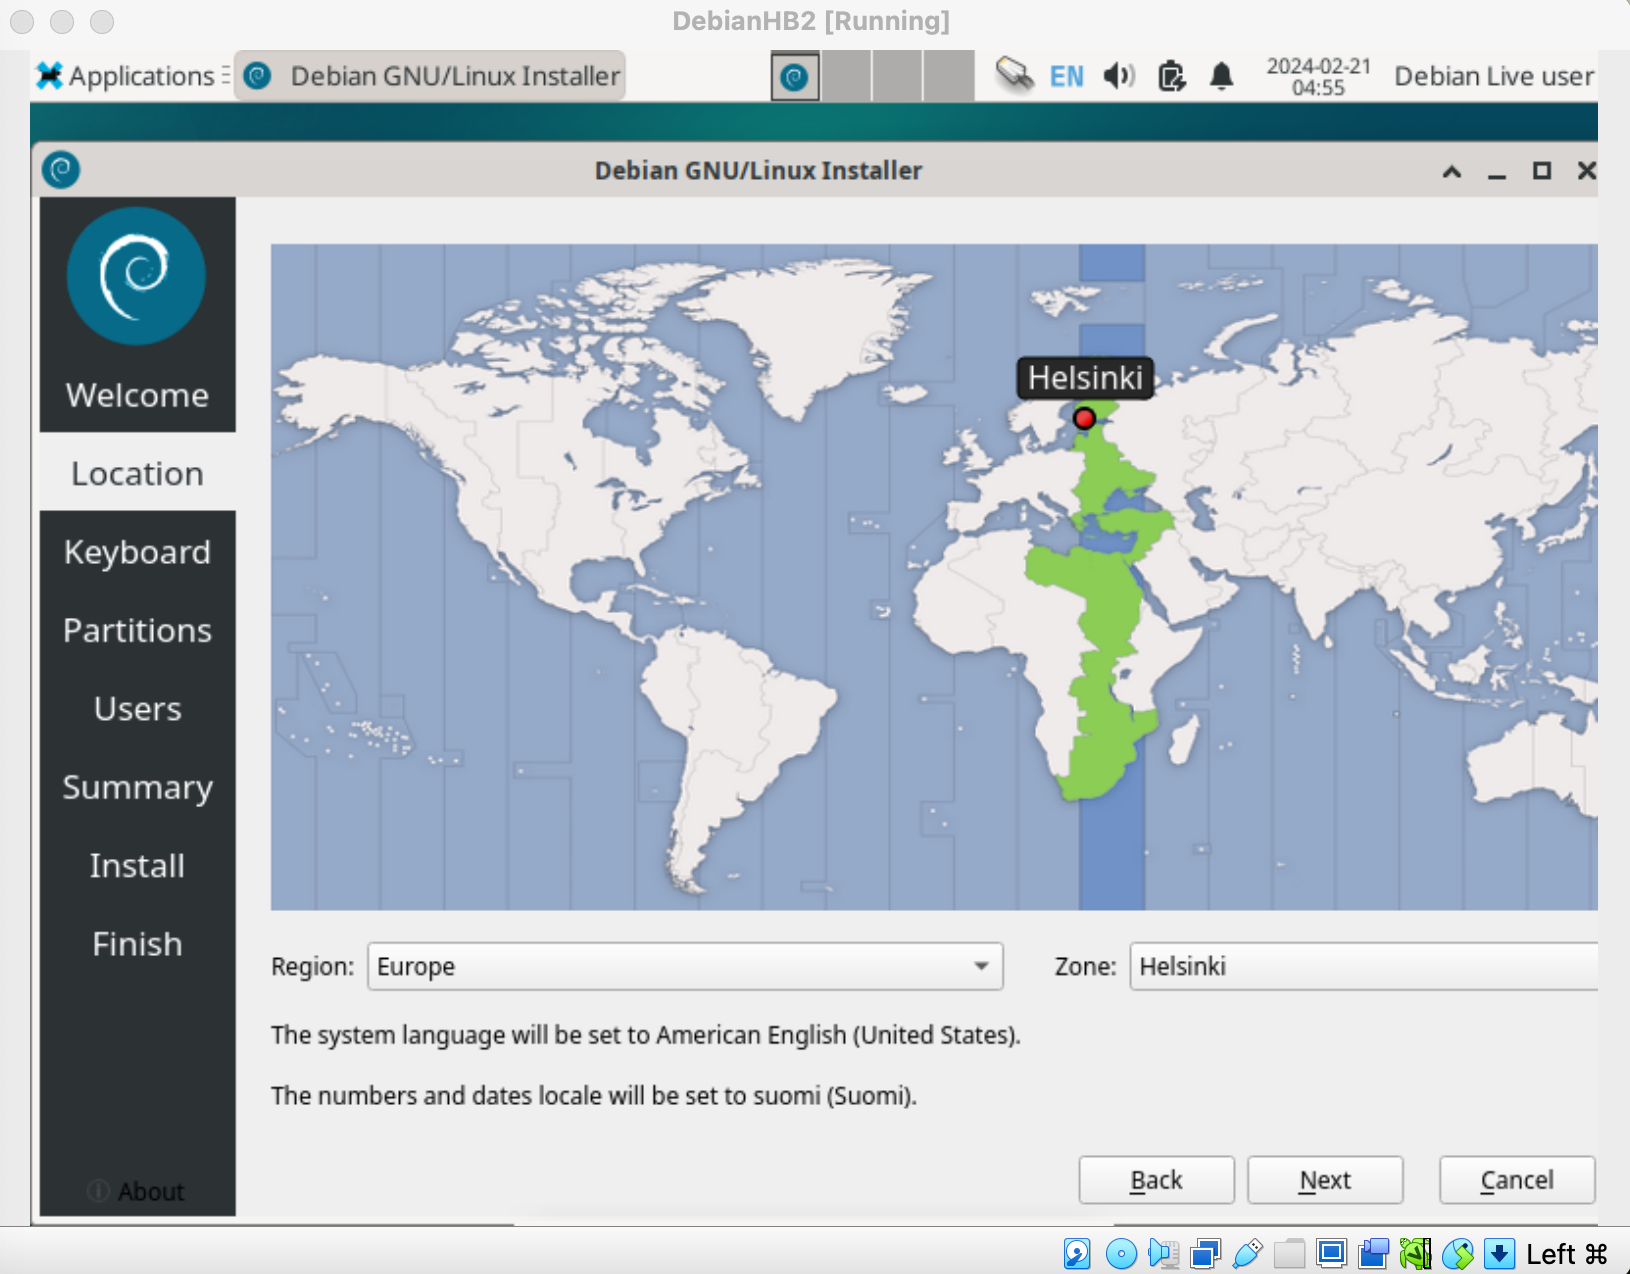 DebianHB2 [Running]
Applications
Debian GNU/Linux Installer
EN
2024-02-21
04:55
Debian Live user
Debian GNU/Linux Installer
Welcome
Location
Keyboard
Partitions
Users
Summary
Install
Finish
About
Helsinki
Region: Europe
Zone: Helsinki
The system language will be set to American English (United States).
The numbers and dates locale will be set to suomi (Suomi).
Back
Next
Cancel
Left ⌘